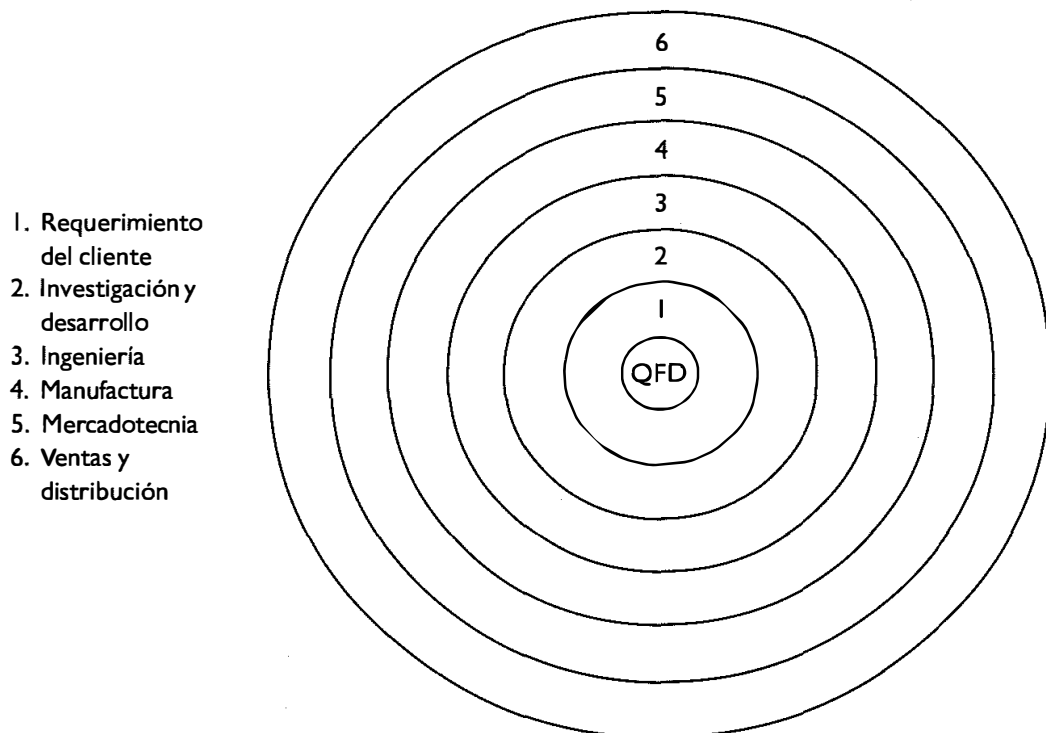 1. Requerimiento
del cliente
2. Investigación y
desarrollo
3. Ingeniería
4. Manufactura
5. Mercadotecnia
6. Ventas y
distribución
6
5
4
3
2
1
QFD